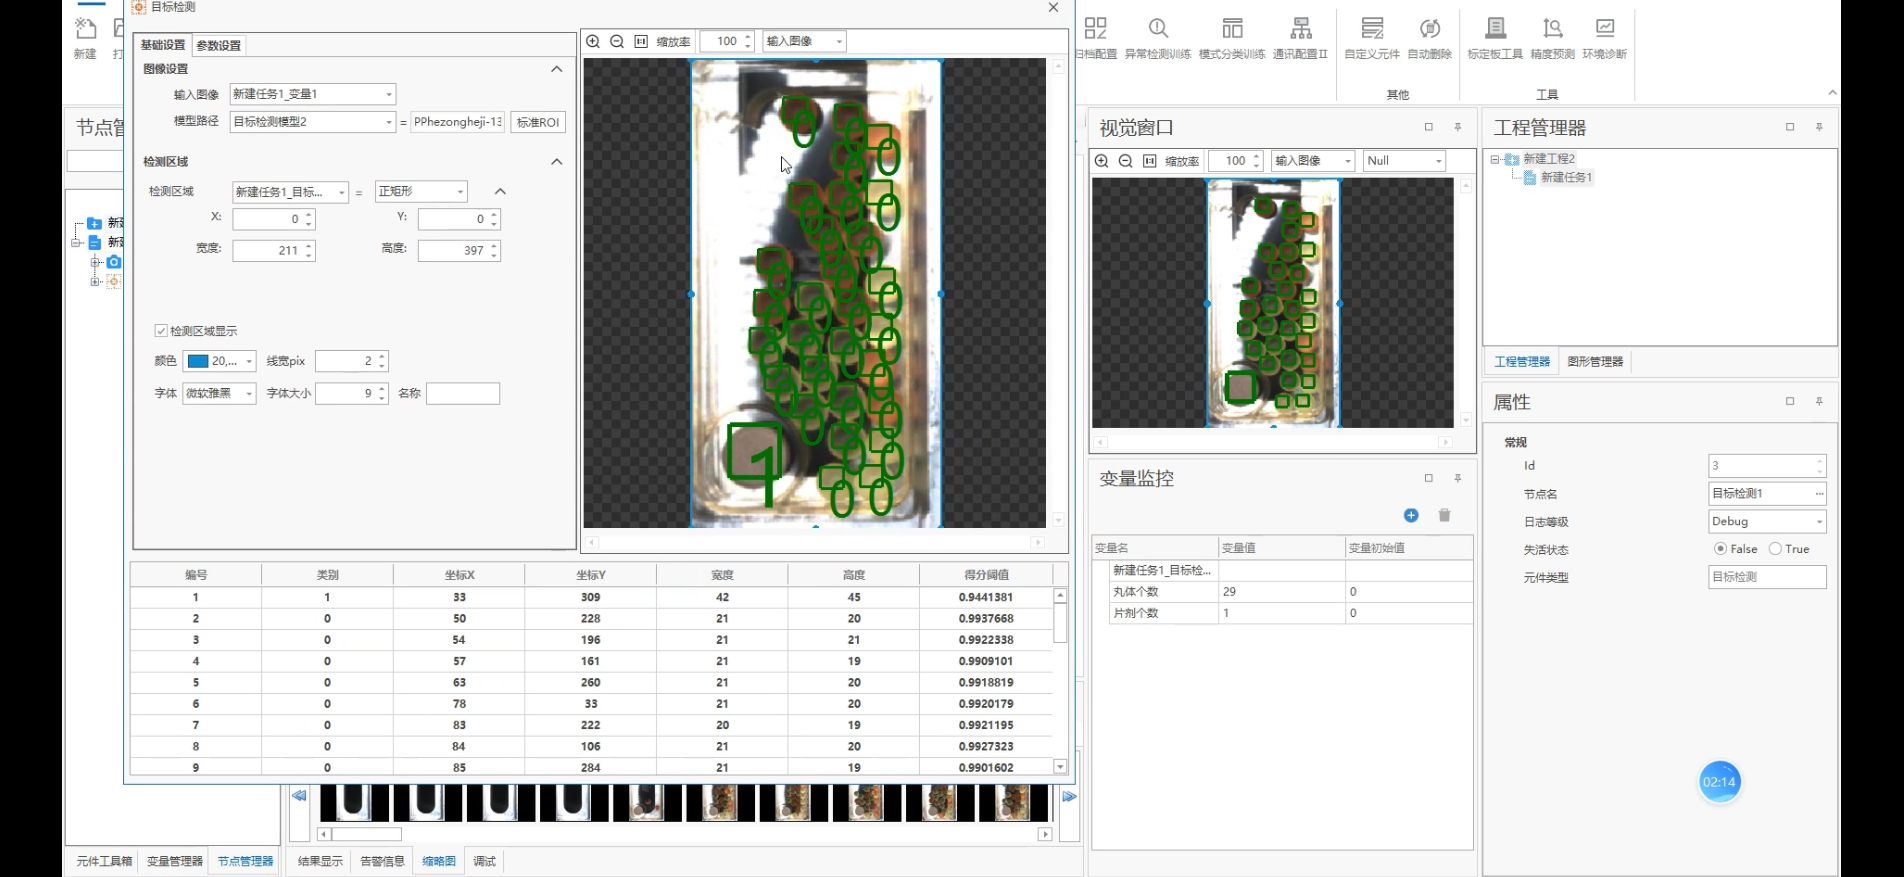 目标检测
新建
基础设置 参数设置
图像设置
输入图像 新建任务1_变量1
模型路径 目标检测模型2 = PPhezongheji-13 标准ROI
检测区域
检测区域 新建任务1_目标... = 正矩形
X: 0 Y: 0
宽度: 211 高度: 397
检测区域显示
颜色 20,... 线宽pix 2
字体 微软雅黑 字体大小 9 名称
缩放率 100 输入图像
1
编号 类别 坐标X 坐标Y 宽度 高度 得分阈值
1 1 33 309 42 45 0.9441381
2 0 50 228 21 20 0.9937668
3 0 54 196 21 21 0.9922338
4 0 57 161 21 19 0.9909101
5 0 63 260 21 20 0.9918819
6 0 78 33 21 20 0.9920179
7 0 83 222 20 19 0.9921195
8 0 84 106 21 20 0.9927323
9 0 85 284 21 19 0.9901602
元件工具箱 变量管理器 节点管理器
结果显示 告警信息 缩略图 调试
归档配置 异常检测训练 模式分类训练 通讯配置II 自定义元件 自动删除 标定板工具 精度预测 环境诊断
其他 工具
视觉窗口
缩放率 100 输入图像 Null
变量监控
变量名 变量值 变量初始值
新建任务1_目标检...
丸体个数 29 0
片剂个数 1 0
工程管理器
新建工程2
新建任务1
工程管理器 图形管理器
属性
常规
Id 3
节点名 目标检测1 ...
日志等级 Debug
失活状态 False True
元件类型 目标检测
02:14